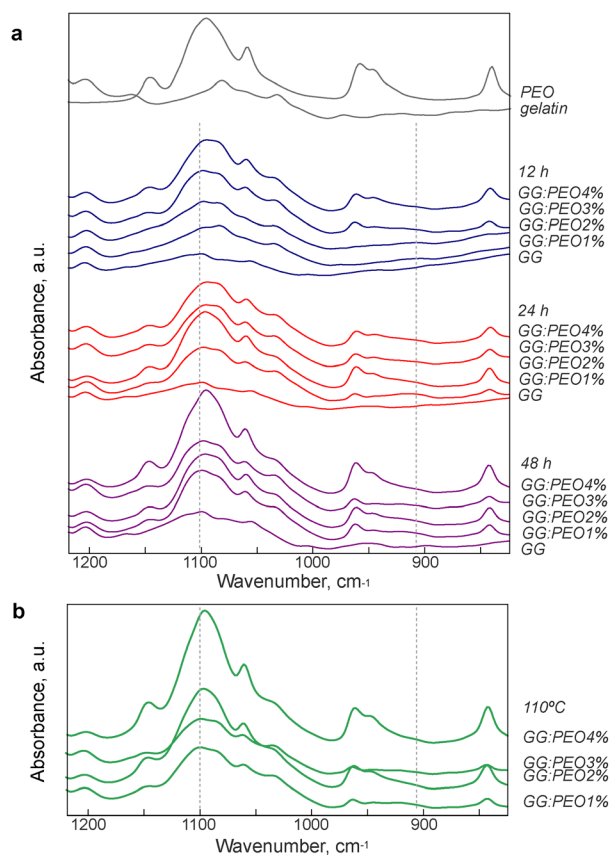 a
PEO
gelatin
12 h
GG:PEO4%
GG:PEO3%
GG:PEO2%
GG:PEO1%
GG
24 h
GG:PEO4%
GG:PEO3%
GG:PEO2%
GG:PEO1%
GG
48 h
GG:PEO4%
GG:PEO3%
GG:PEO2%
GG:PEO1%
GG
Absorbance, a.u.
1200 1100 1000 900
Wavenumber, cm-1
b
110ºC
GG:PEO4%
GG:PEO3%
GG:PEO2%
GG:PEO1%
Absorbance, a.u.
1200 1100 1000 900
Wavenumber, cm-1